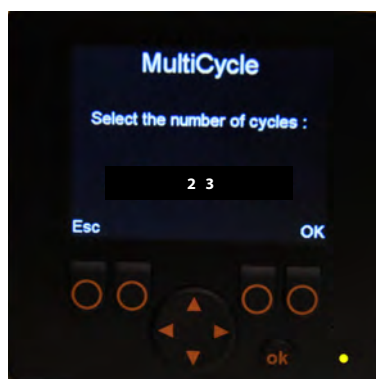 MultiCycle
Select the number of cycles :
2 3
Esc OK
ok